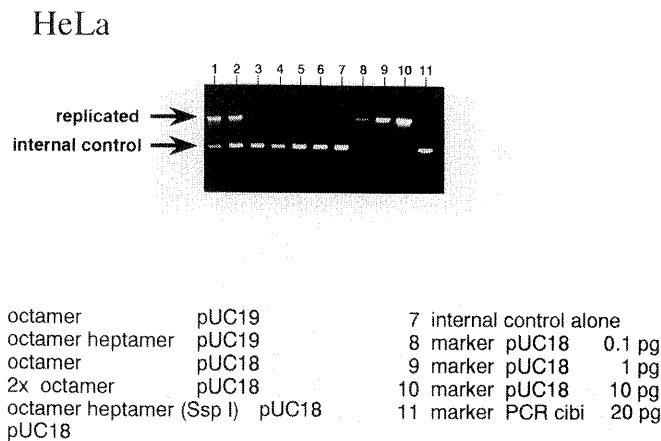 HeLa
1 2 3 4 5 6 7 8 9 10 11
replicated
internal control
octamer pUC19
octamer heptamer pUC19
octamer pUC18
2x octamer pUC18
octamer heptamer (Ssp I) pUC18
pUC18
7 internal control alone
8 marker pUC18 0.1 pg
9 marker pUC18 1 pg
10 marker pUC18 10 pg
11 marker PCR cibi 20 pg